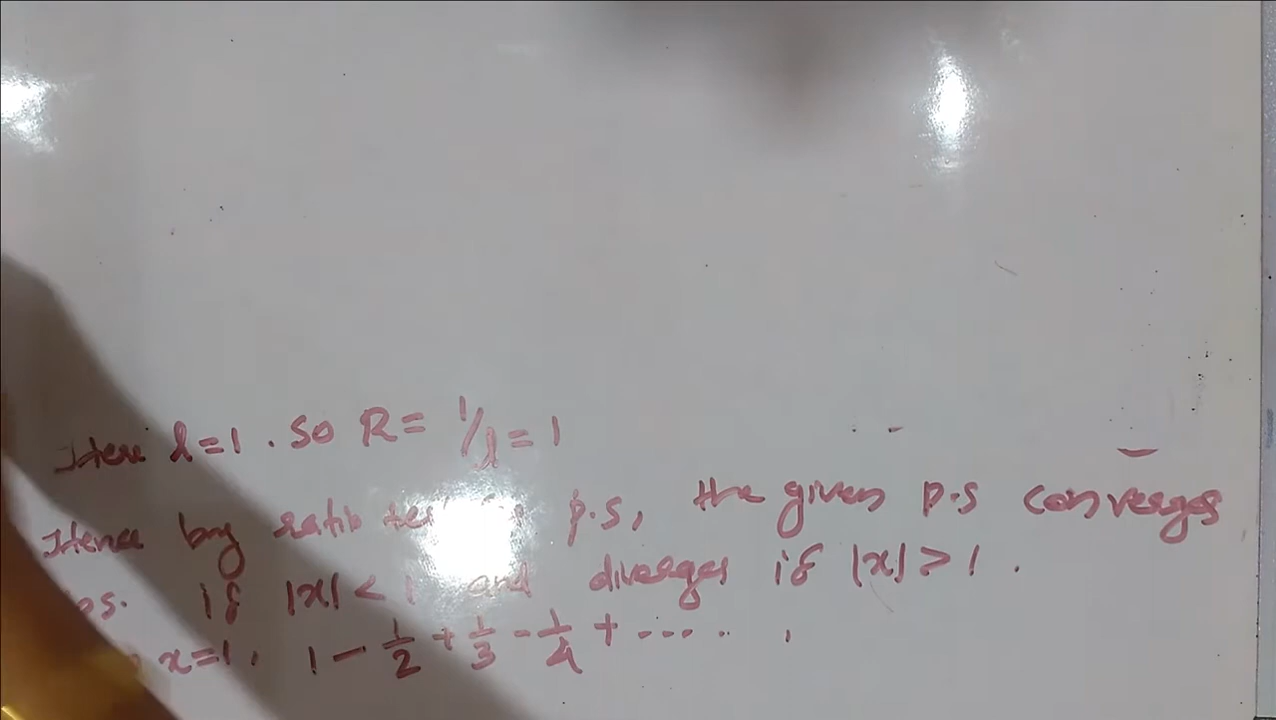 Here l=1. So R= 1/l = 1
Hence by ratio p.s, the given p.s converges
if |x| < 1 and diverges if |x| > 1.
x=1, 1 - 1/2 + 1/3 - 1/4 + .....